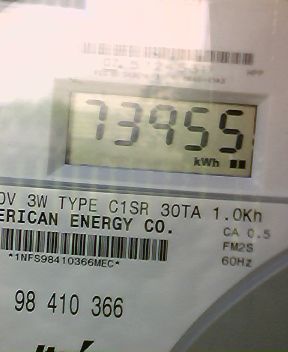 73955
kWh
0V 3W TYPE C1SR 30TA 1.0Kh
ERICAN ENERGY CO.
CA 0.5
FM2S
*1NFS98410366MEC*
60Hz
98 410 366